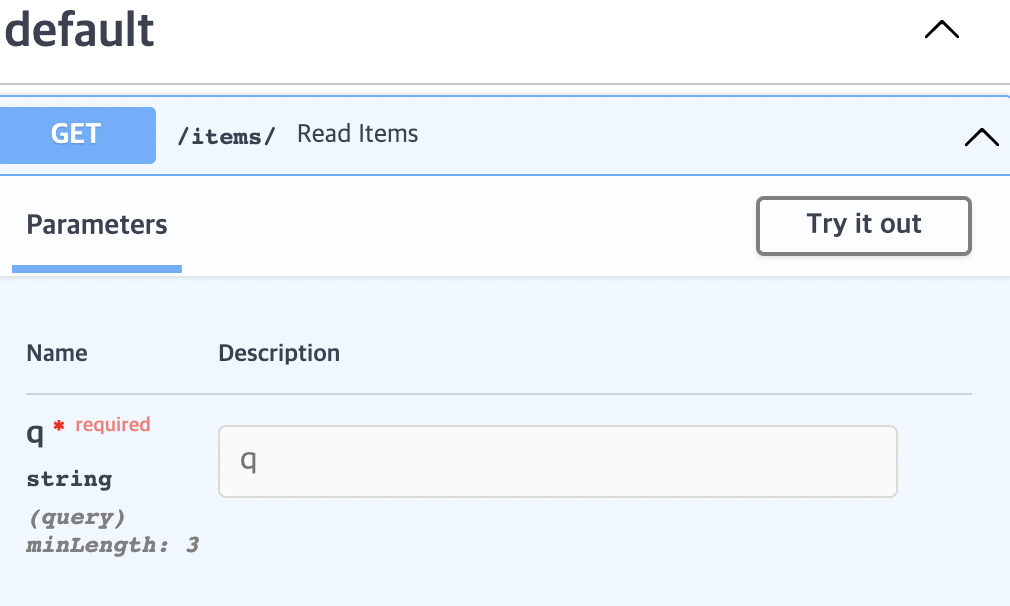 default
GET /items/ Read Items
Parameters Try it out
Name Description
q * required
q
string
(query)
minLength: 3